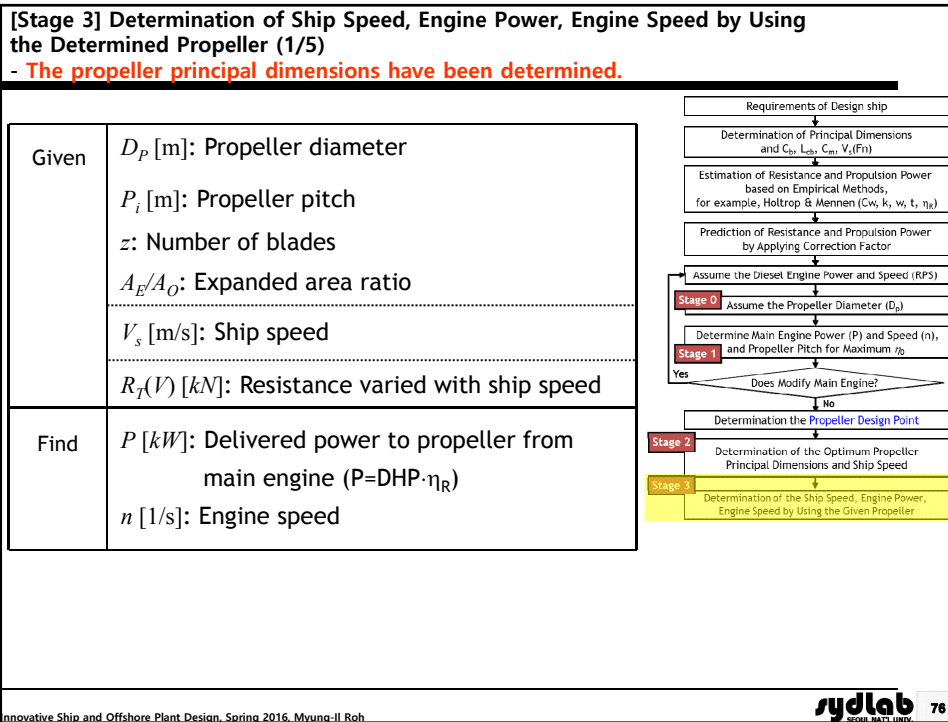 [Stage 3] Determination of Ship Speed, Engine Power, Engine Speed by Using
the Determined Propeller (1/5)
- The propeller principal dimensions have been determined.
Given
D_P [m]: Propeller diameter
P_i [m]: Propeller pitch
z: Number of blades
A_E/A_O: Expanded area ratio
V_s [m/s]: Ship speed
R_T(V) [kN]: Resistance varied with ship speed
Find
P [kW]: Delivered power to propeller from
main engine (P=DHP·η_R)
n [1/s]: Engine speed
Requirements of Design ship
Determination of Principal Dimensions
and C_b, L_cb, C_m, V_s(Fn)
Estimation of Resistance and Propulsion Power
based on Empirical Methods,
for example, Holtrop & Mennen (Cw, k, w, t, η_R)
Prediction of Resistance and Propulsion Power
by Applying Correction Factor
Assume the Diesel Engine Power and Speed (RPS)
Stage 0
Assume the Propeller Diameter (D_p)
Determine Main Engine Power (P) and Speed (n),
and Propeller Pitch for Maximum η_0
Stage 1
Yes
Does Modify Main Engine?
No
Determination the Propeller Design Point
Stage 2
Determination of the Optimum Propeller
Principal Dimensions and Ship Speed
Stage 3
Determination of the Ship Speed, Engine Power,
Engine Speed by Using the Given Propeller
nnovative Ship and Offshore Plant Design, Spring 2016, Myung-Il Roh
sydlab
SEOUL NAT'L UNIV.
76